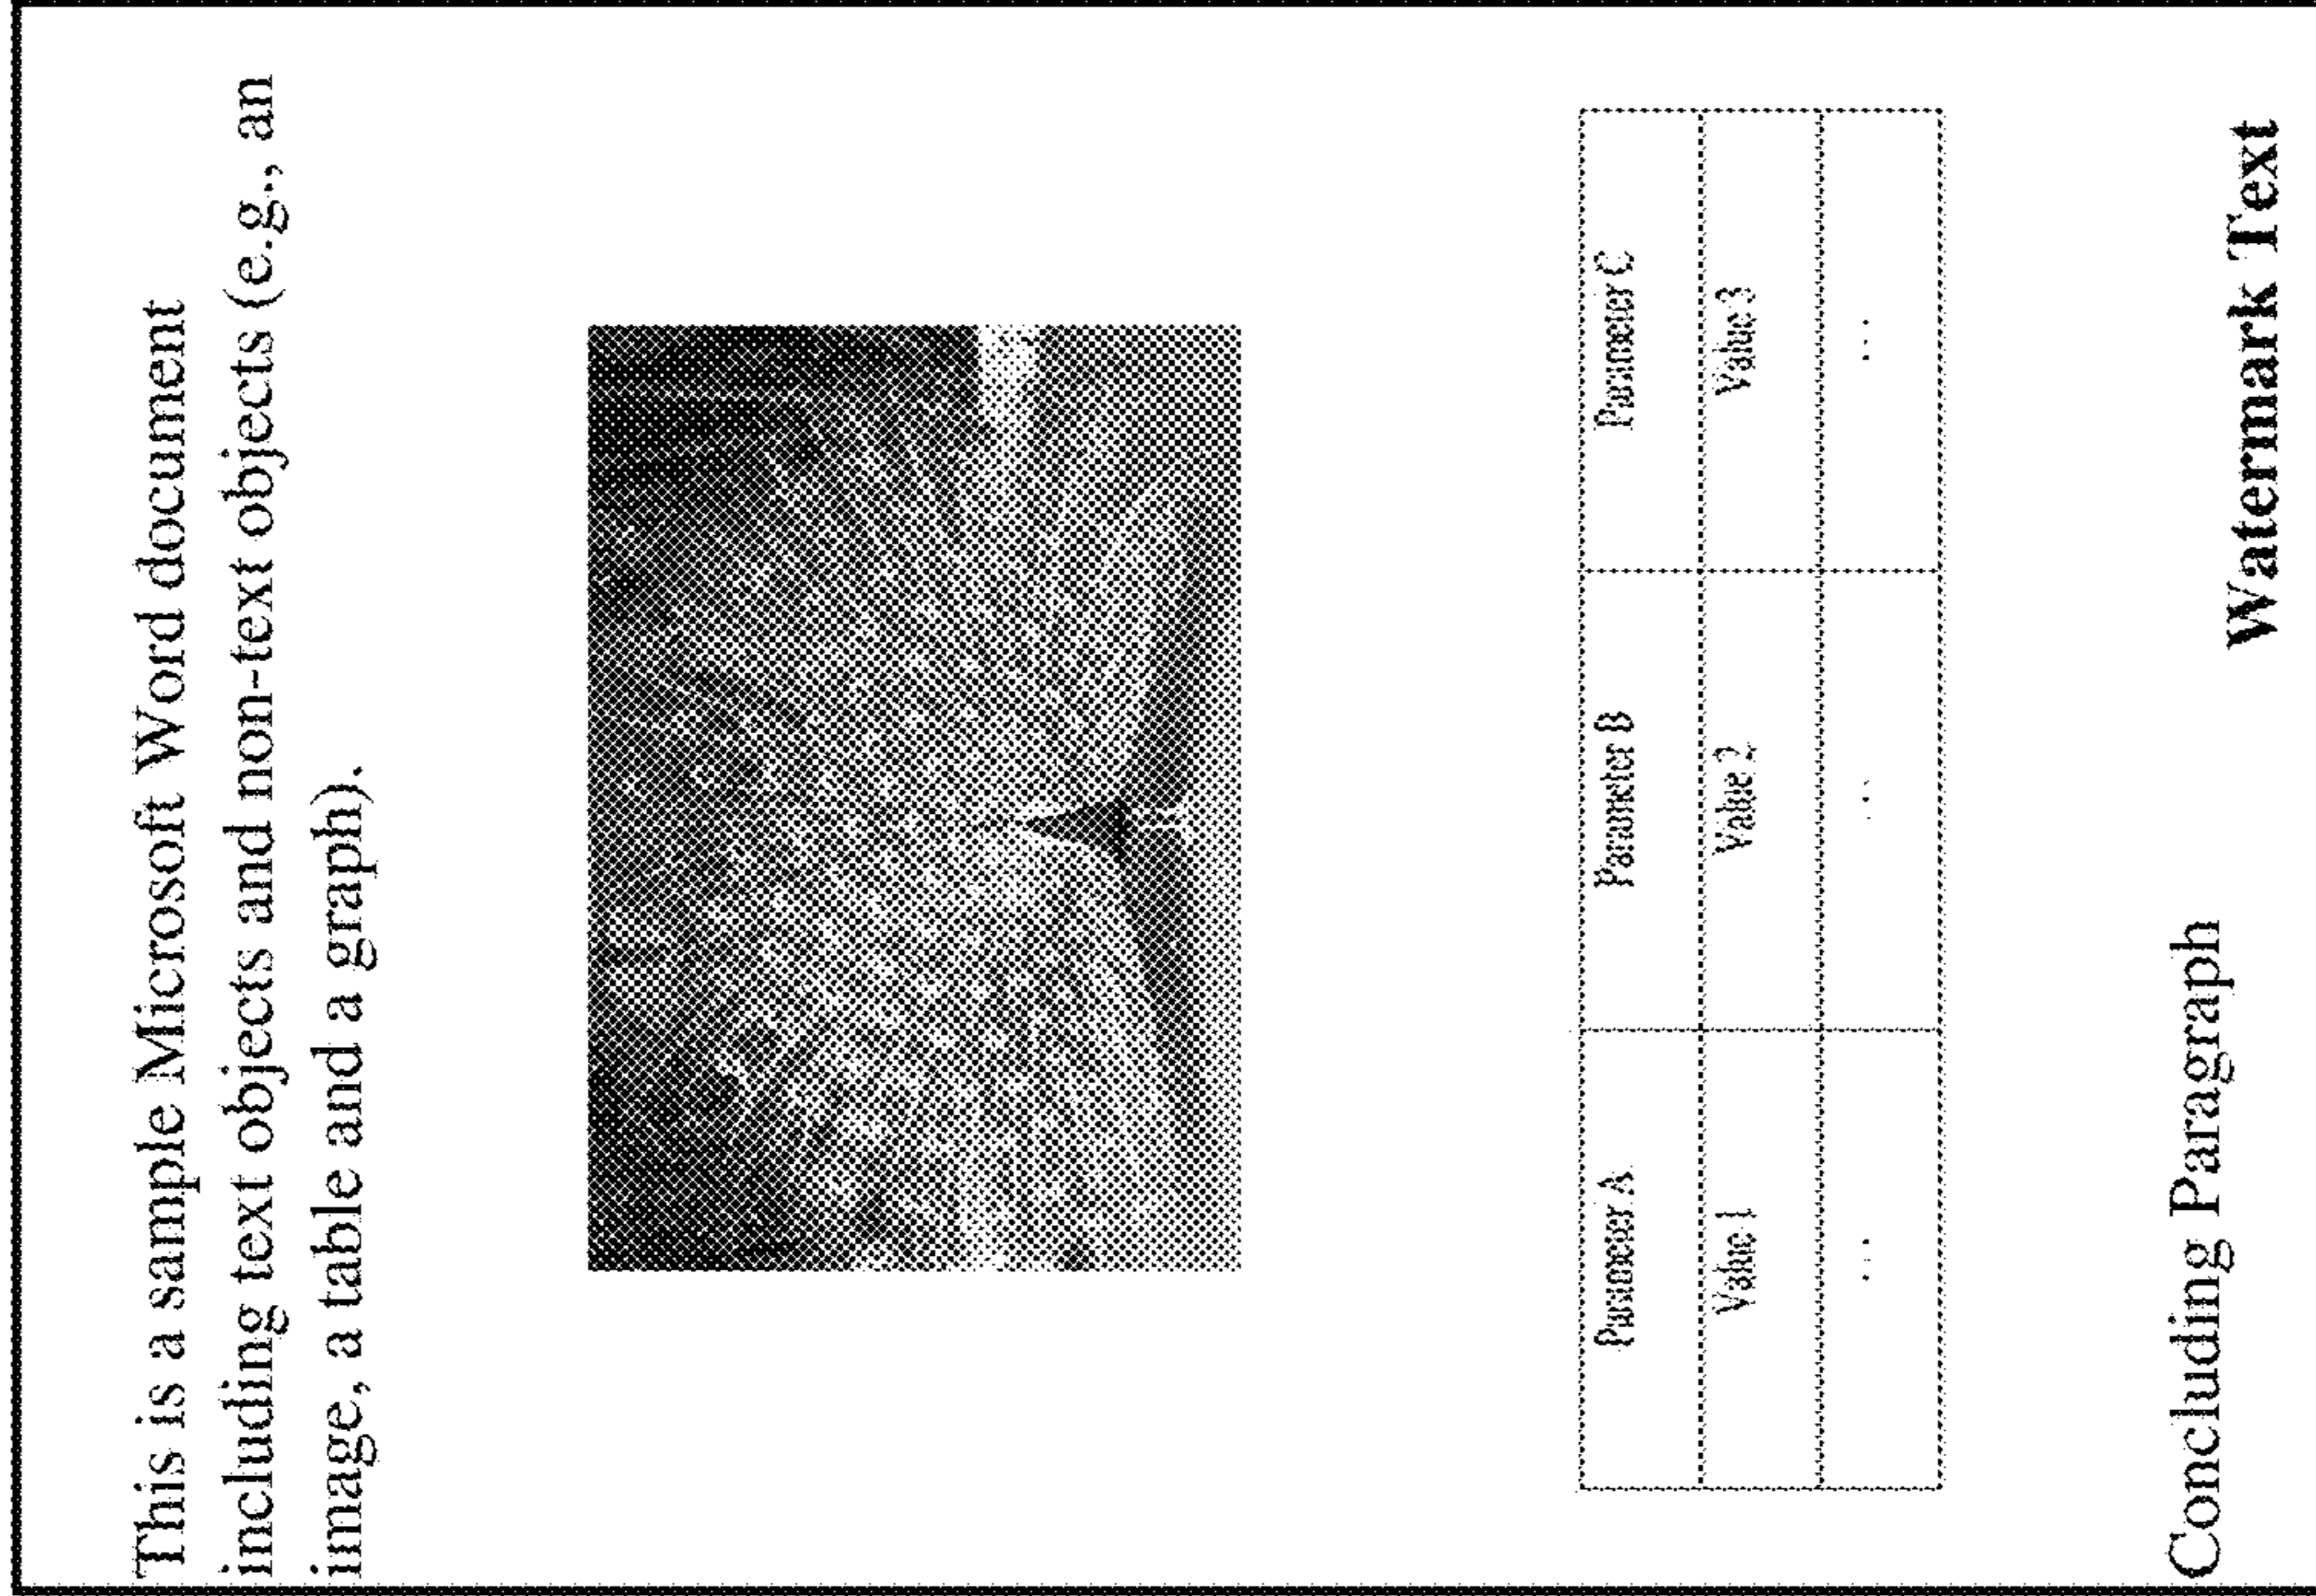 This is a sample Microsoft Word document
including text objects and non-text objects (e.g., an
image, a table and a graph).
Parameter A Parameter B Parameter C
Value 1 Value 2 Value 3
... ... ...
Concluding Paragraph
Watermark Text